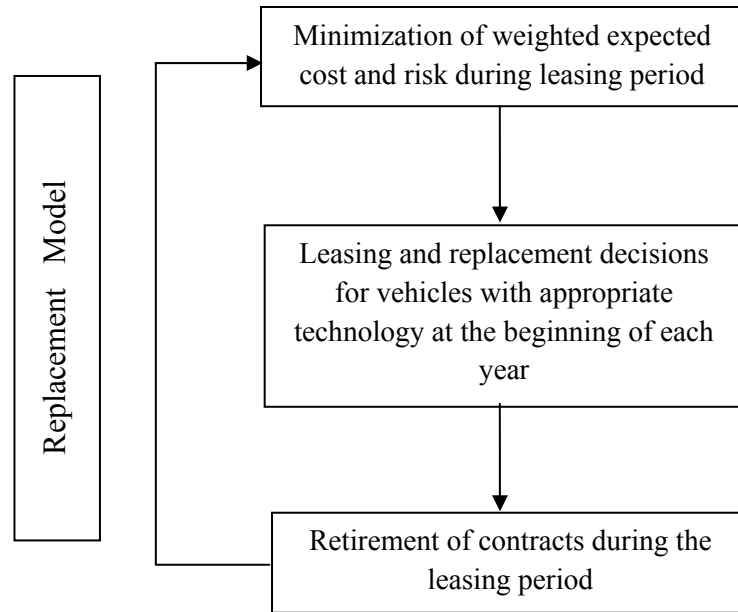 Minimization of weighted expected
cost and risk during leasing period
Replacement Model
Leasing and replacement decisions
for vehicles with appropriate
technology at the beginning of each
year
Retirement of contracts during the
leasing period